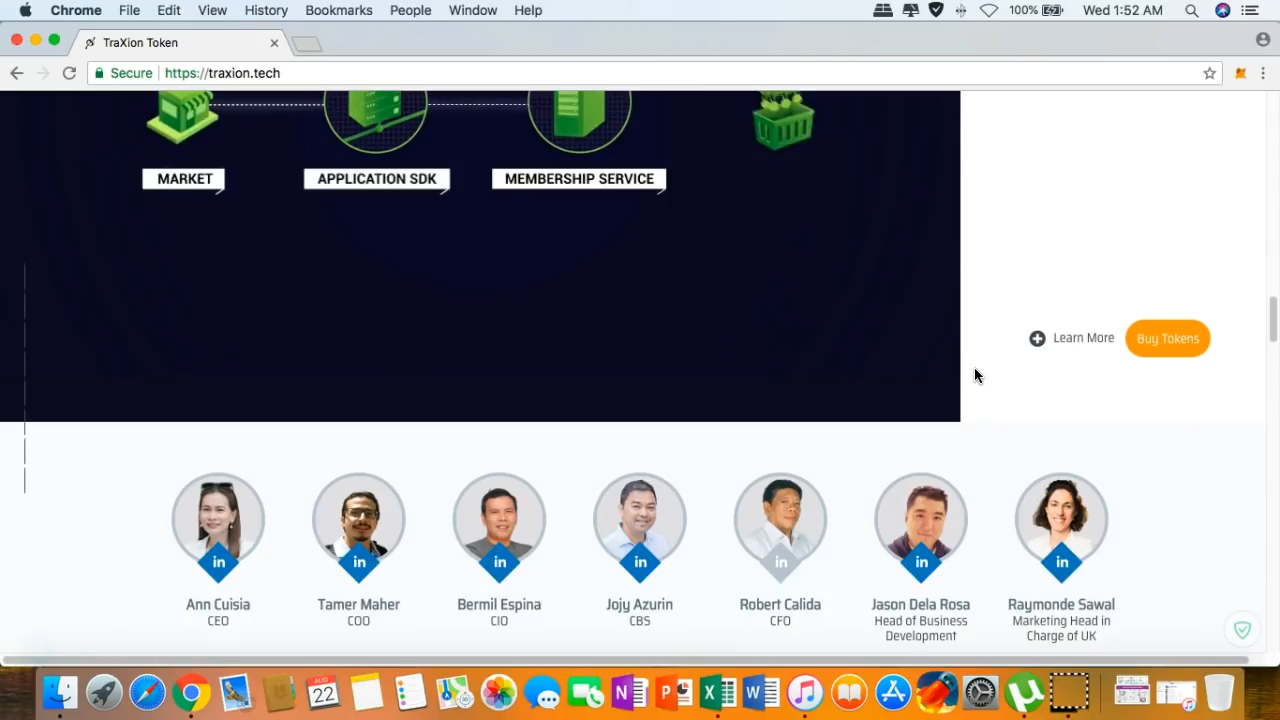 Chrome File Edit View History Bookmarks People Window Help 100% Wed 1:52 AM
TraXion Token
Secure https://traxion.tech
MARKET APPLICATION SDK MEMBERSHIP SERVICE
Learn More Buy Tokens
in in in in in in in
Ann Cuisia Tamer Maher Bermil Espina Jojy Azurin Robert Calida Jason Dela Rosa Raymonde Sawal
CEO COO CIO CBS CFO Head of Business Marketing Head in
Development Charge of UK
AUG
22 N P X W